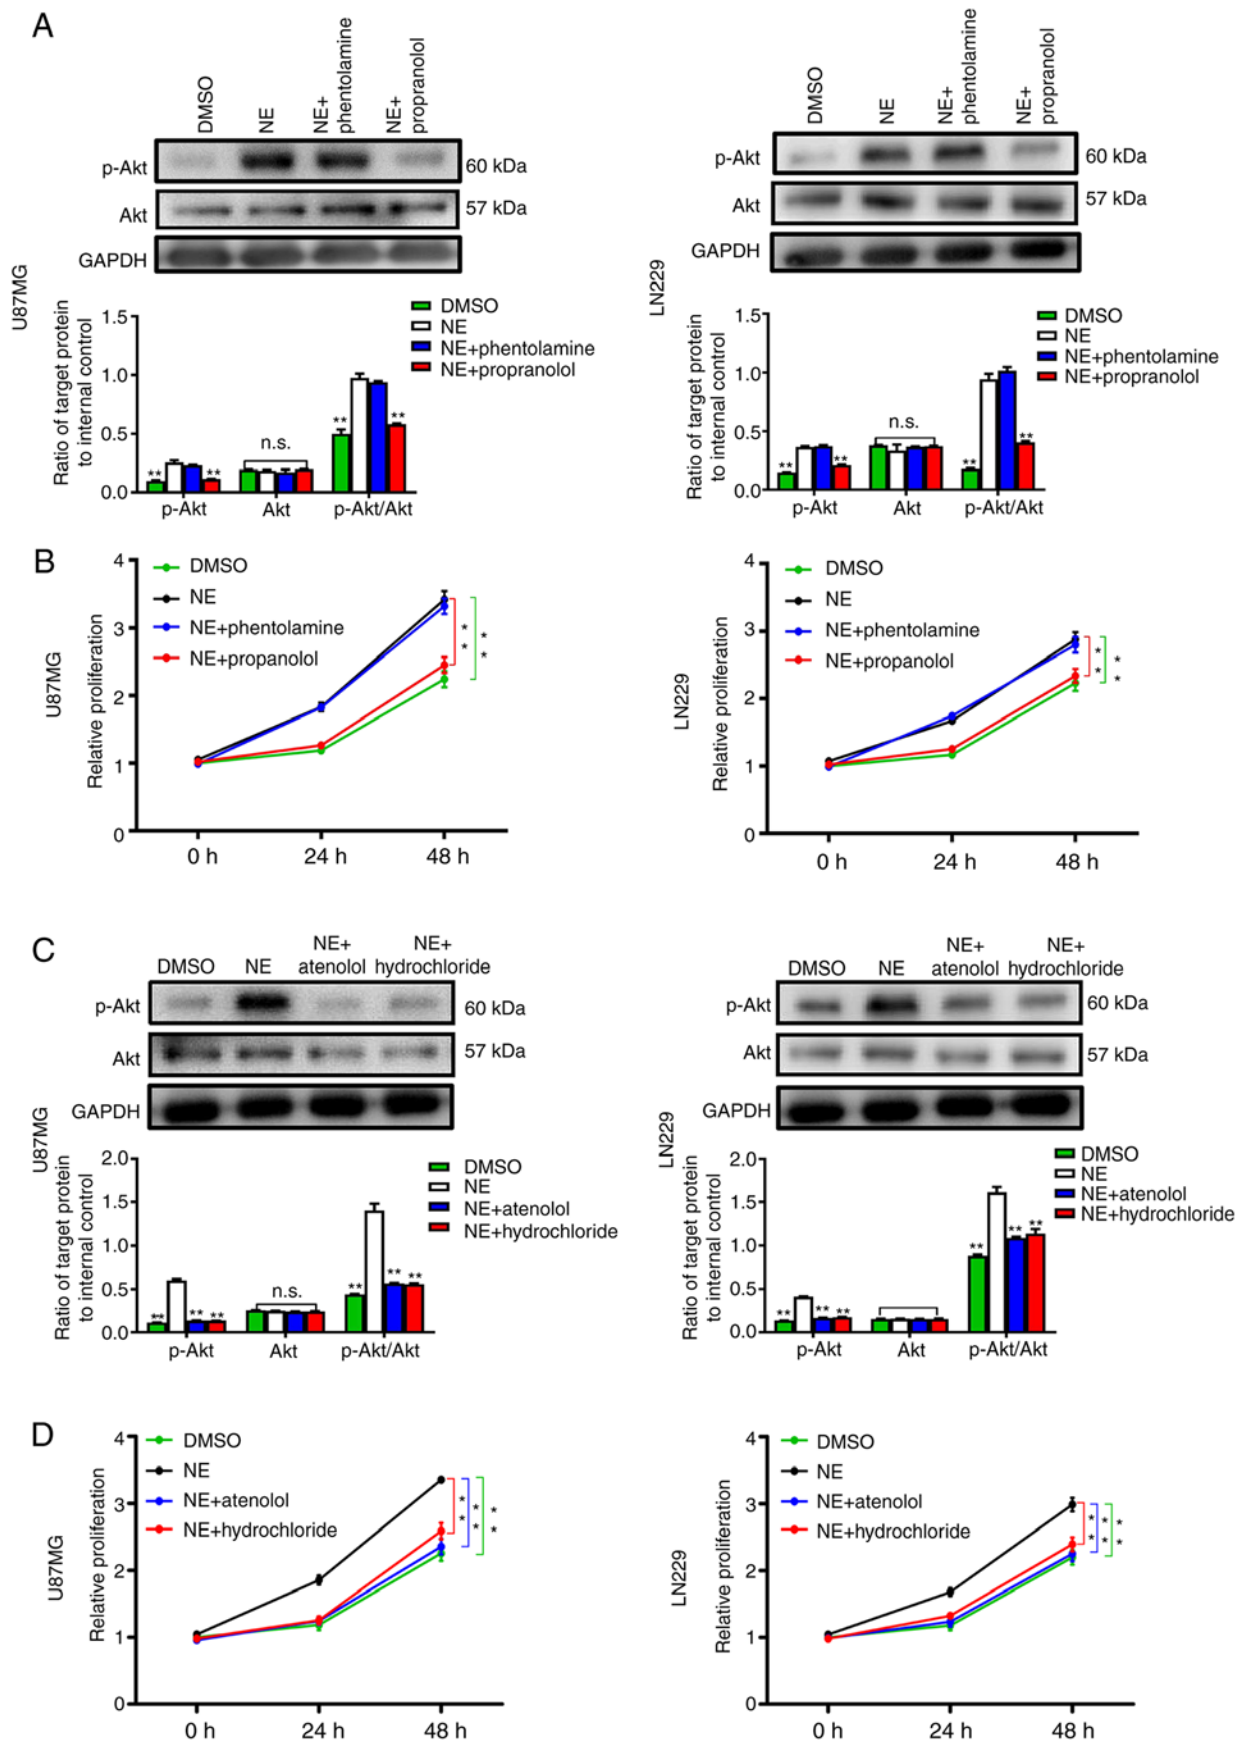 A
DMSO
NE
NE+
phentolamine
NE+
propranolol
p-Akt
60 kDa
Akt
57 kDa
GAPDH
U87MG
Ratio of target protein
to internal control
1.5
1.0
0.5
0.0
DMSO
NE
NE+phentolamine
NE+propranolol
** ** n.s. ** **
p-Akt Akt p-Akt/Akt
DMSO
NE
NE+
phentolamine
NE+
propranolol
p-Akt
60 kDa
Akt
57 kDa
GAPDH
LN229
Ratio of target protein
to internal control
1.5
1.0
0.5
0.0
DMSO
NE
NE+phentolamine
NE+propranolol
** ** n.s. ** **
p-Akt Akt p-Akt/Akt
B
U87MG
Relative proliferation
4
3
2
1
0
DMSO
NE
NE+phentolamine
NE+propanolol
** **
0 h 24 h 48 h
LN229
Relative proliferation
4
3
2
1
0
DMSO
NE
NE+phentolamine
NE+propanolol
** **
0 h 24 h 48 h
C
DMSO NE NE+ atenolol NE+ hydrochloride
p-Akt
60 kDa
Akt
57 kDa
GAPDH
U87MG
Ratio of target protein
to internal control
2.0
1.5
1.0
0.5
0.0
DMSO
NE
NE+atenolol
NE+hydrochloride
** ** ** n.s. ** ** **
p-Akt Akt p-Akt/Akt
DMSO NE NE+ atenolol NE+ hydrochloride
p-Akt
60 kDa
Akt
57 kDa
GAPDH
LN229
Ratio of target protein
to internal control
2.0
1.5
1.0
0.5
0.0
DMSO
NE
NE+atenolol
NE+hydrochloride
** ** ** ** ** **
p-Akt Akt p-Akt/Akt
D
U87MG
Relative proliferation
4
3
2
1
0
DMSO
NE
NE+atenolol
NE+hydrochloride
** ** **
0 h 24 h 48 h
LN229
Relative proliferation
4
3
2
1
0
DMSO
NE
NE+atenolol
NE+hydrochloride
** ** **
0 h 24 h 48 h